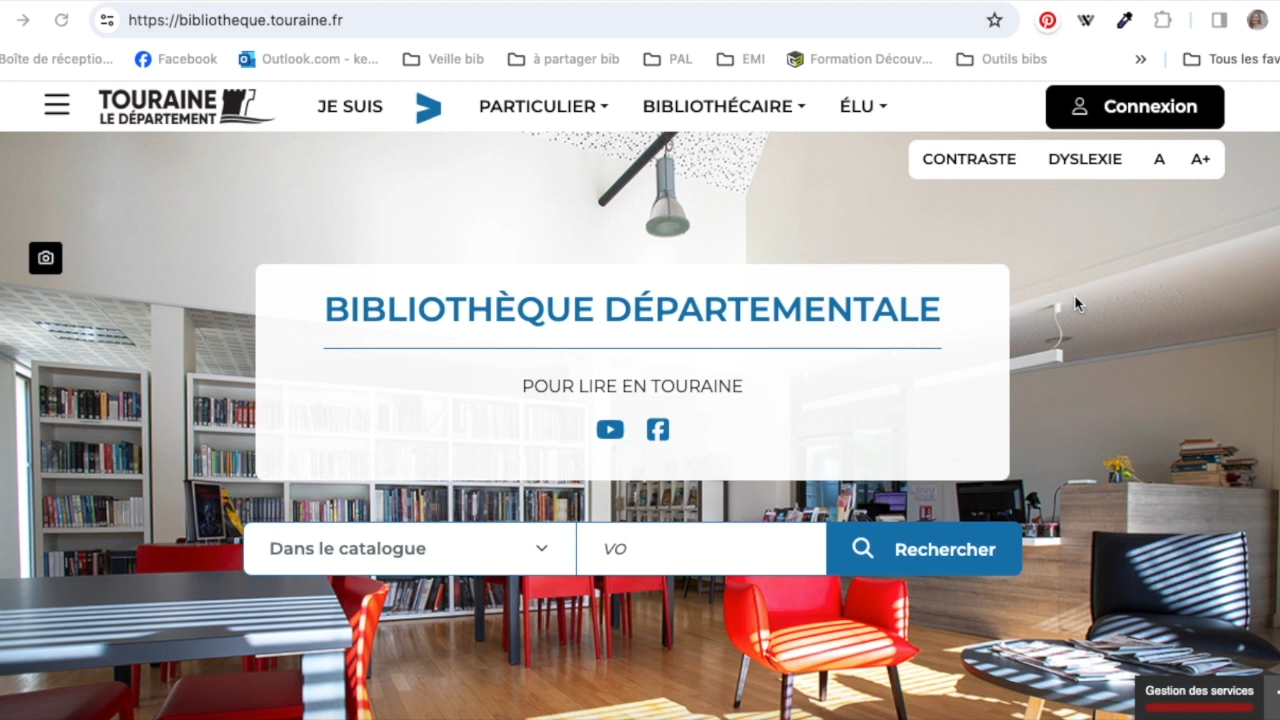 https://bibliotheque.touraine.fr
Boîte de réceptio... Facebook Outlook.com - ke... Veille bib à partager bib PAL EMI Formation Découv... Outils bibs » Tous les fav
TOURAINE
LE DÉPARTEMENT
JE SUIS PARTICULIER BIBLIOTHÉCAIRE ÉLU Connexion
CONTRASTE DYSLEXIE A A+
BIBLIOTHÈQUE DÉPARTEMENTALE
POUR LIRE EN TOURAINE
Dans le catalogue VO Rechercher
Gestion des services